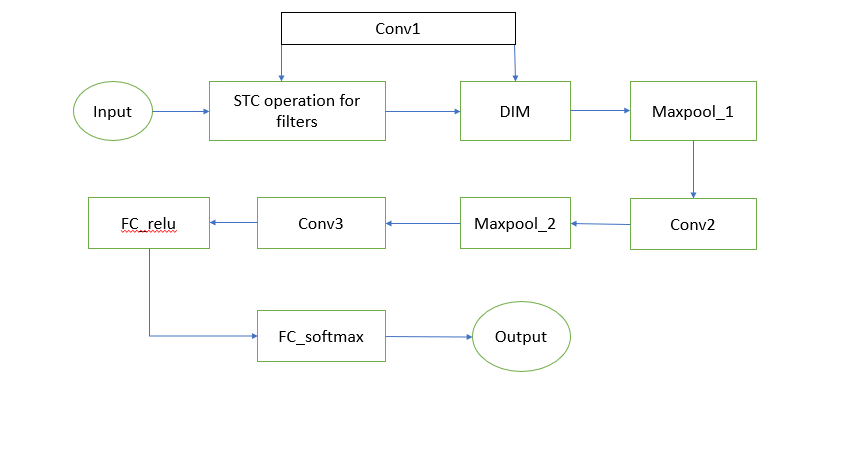 Conv1
Input
STC operation for
filters
DIM
Maxpool_1
Conv2
Maxpool_2
Conv3
FC_relu
FC_softmax
Output